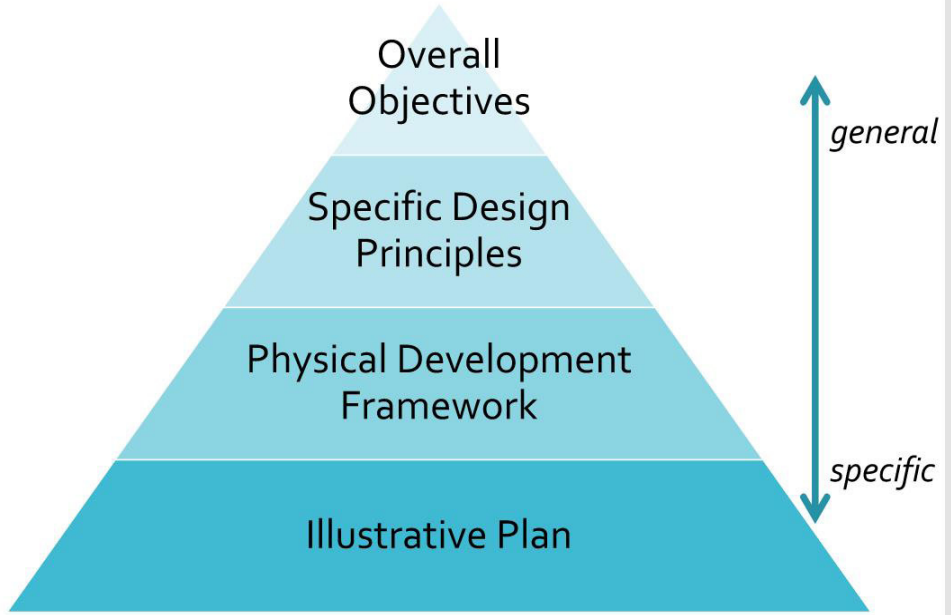 Overall
Objectives
general
Specific Design
Principles
Physical Development
Framework
specific
Illustrative Plan